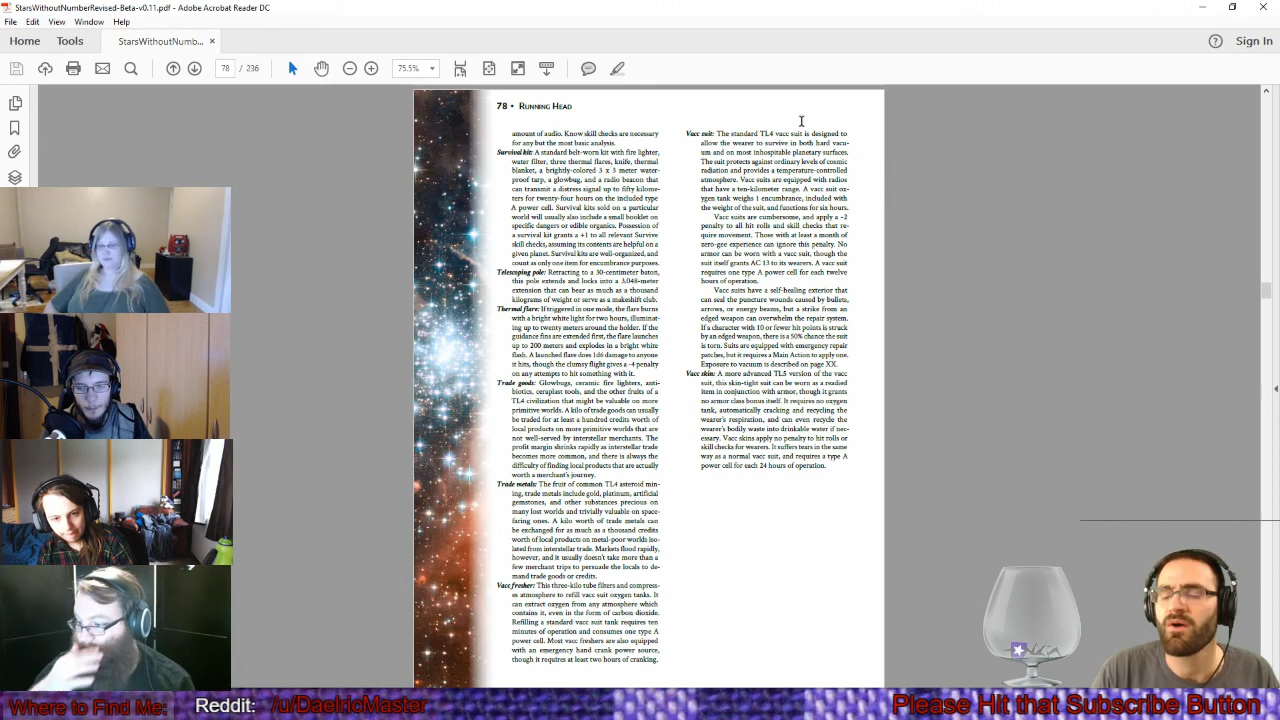 StarsWithoutNumberRevised-Beta-v0.11.pdf - Adobe Acrobat Reader DC
File Edit View Window Help
Home Tools StarsWithoutNumb... × Sign In
78 / 236 75.5%
78 • Running Head
amount of audio. Know skill checks are necessary
for any but the most basic analysis.
Survival kit: A standard belt-worn kit with fire lighter,
water filter, three thermal flares, knife, thermal
blanket, a brightly-colored 3 x 3 meter water-
proof tarp, a glowbug, and a radio beacon that
can transmit a distress signal up to fifty kilome-
ters for twenty-four hours on the included type
A power cell. Survival kits sold on a particular
world will usually also include a small booklet on
specific dangers or edible organics. Possession of
a survival kit grants a +1 to all relevant Survive
skill checks, assuming its contents are helpful on a
given planet. Survival kits are well-organized, and
count as only one item for encumbrance purposes.
Telescoping pole: Retracting to a 30-centimeter baton,
this pole extends and locks into a 3.048-meter
extension that can bear as much as a thousand
kilograms of weight or serve as a makeshift club.
Thermal flare: If triggered in one mode, the flare burns
with a bright white light for two hours, illuminat-
ing up to twenty meters around the holder. If the
guidance fins are extended first, the flare launches
up to 200 meters and explodes in a bright white
flash. A launched flare does 1d6 damage to anyone
it hits, though the clumsy flight gives a -4 penalty
on any attempts to hit something with it.
Trade goods: Glowbugs, ceramic fire lighters, anti-
biotics, ceraplast tools, and the other fruits of a
TL4 civilization that might be valuable on more
primitive worlds. A kilo of trade goods can usually
be traded for at least a hundred credits worth of
local products on more primitive worlds that are
not well-served by interstellar merchants. The
profit margin shrinks rapidly as interstellar trade
becomes more common, and there is always the
difficulty of finding local products that are actually
worth a merchant's journey.
Trade metals: The fruit of common TL4 asteroid min-
ing, trade metals include gold, platinum, artificial
gemstones, and other substances precious on
many lost worlds and trivially valuable on space-
faring ones. A kilo worth of trade metals can
be exchanged for as much as a thousand credits
worth of local products on metal-poor worlds iso-
lated from interstellar trade. Markets flood rapidly,
however, and it usually doesn't take more than a
few merchant trips to persuade the locals to de-
mand trade goods or credits.
Vacc fresher: This three-kilo tube filters and compress-
es atmosphere to refill vacc suit oxygen tanks. It
can extract oxygen from any atmosphere which
contains it, even in the form of carbon dioxide.
Refilling a standard vacc suit tank requires ten
minutes of operation and consumes one type A
power cell. Most vacc freshers are also equipped
with an emergency hand crank power source,
though it requires at least two hours of cranking.
Vacc suit: The standard TL4 vacc suit is designed to
allow the wearer to survive in both hard vacu-
um and on most inhospitable planetary surfaces.
The suit protects against ordinary levels of cosmic
radiation and provides a temperature-controlled
atmosphere. Vacc suits are equipped with radios
that have a ten-kilometer range. A vacc suit ox-
ygen tank weighs 1 encumbrance, included with
the weight of the suit, and functions for six hours.
Vacc suits are cumbersome, and apply a -2
penalty to all hit rolls and skill checks that re-
quire movement. Those with at least a month of
zero-gee experience can ignore this penalty. No
armor can be worn with a vacc suit, though the
suit itself grants AC 13 to its wearers. A vacc suit
requires one type A power cell for each twelve
hours of operation.
Vacc suits have a self-healing exterior that
can seal the puncture wounds caused by bullets,
arrows, or energy beams, but a strike from an
edged weapon can overwhelm the repair system.
If a character with 10 or fewer hit points is struck
by an edged weapon, there is a 50% chance the suit
is torn. Suits are equipped with emergency repair
patches, but it requires a Main Action to apply one.
Exposure to vacuum is described on page XX.
Vacc skin: A more advanced TL5 version of the vacc
suit, this skin-tight suit can be worn as a readied
item in conjunction with armor, though it grants
no armor class bonus itself. It requires no oxygen
tank, automatically cracking and recycling the
wearer's respiration, and can even recycle the
wearer's bodily waste into drinkable water if nec-
essary. Vacc skins apply no penalty to hit rolls or
skill checks for wearers. It suffers tears in the same
way as a normal vacc suit, and requires a type A
power cell for each 24 hours of operation.
Where to Find Me: Reddit: /u/DaelricMaster Please Hit that Subscribe Button